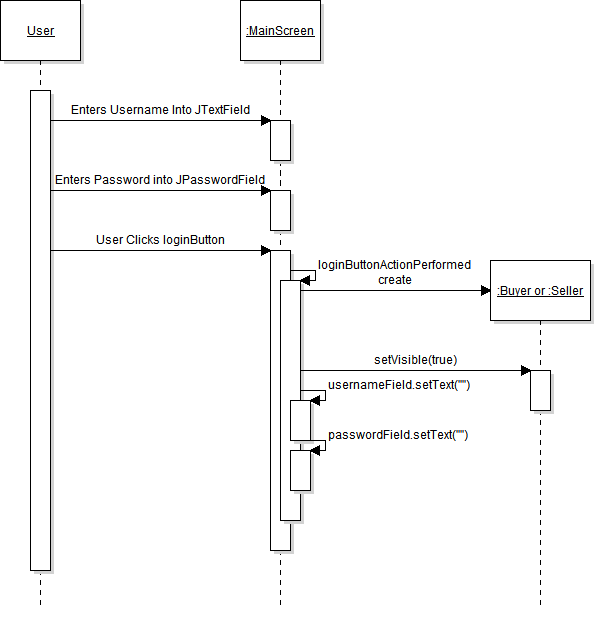 User
:MainScreen
Enters Username Into JTextField
Enters Password into JPasswordField
User Clicks loginButton
loginButtonActionPerformed
create
:Buyer or :Seller
setVisible(true)
usernameField.setText("")
passwordField.setText("")